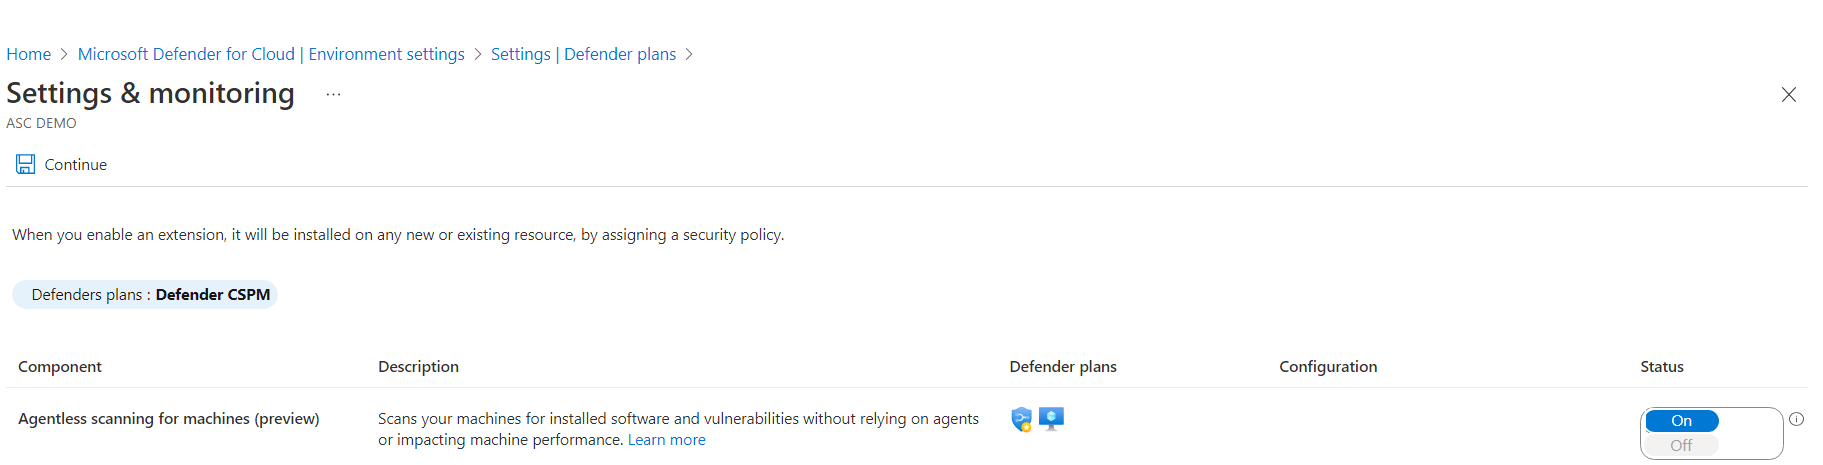 Home > Microsoft Defender for Cloud | Environment settings > Settings | Defender plans >
Settings & monitoring ...
ASC DEMO
Continue
When you enable an extension, it will be installed on any new or existing resource, by assigning a security policy.
Defenders plans : Defender CSPM
Component Description Defender plans Configuration Status
Agentless scanning for machines (preview) Scans your machines for installed software and vulnerabilities without relying on agents On
or impacting machine performance. Learn more Off